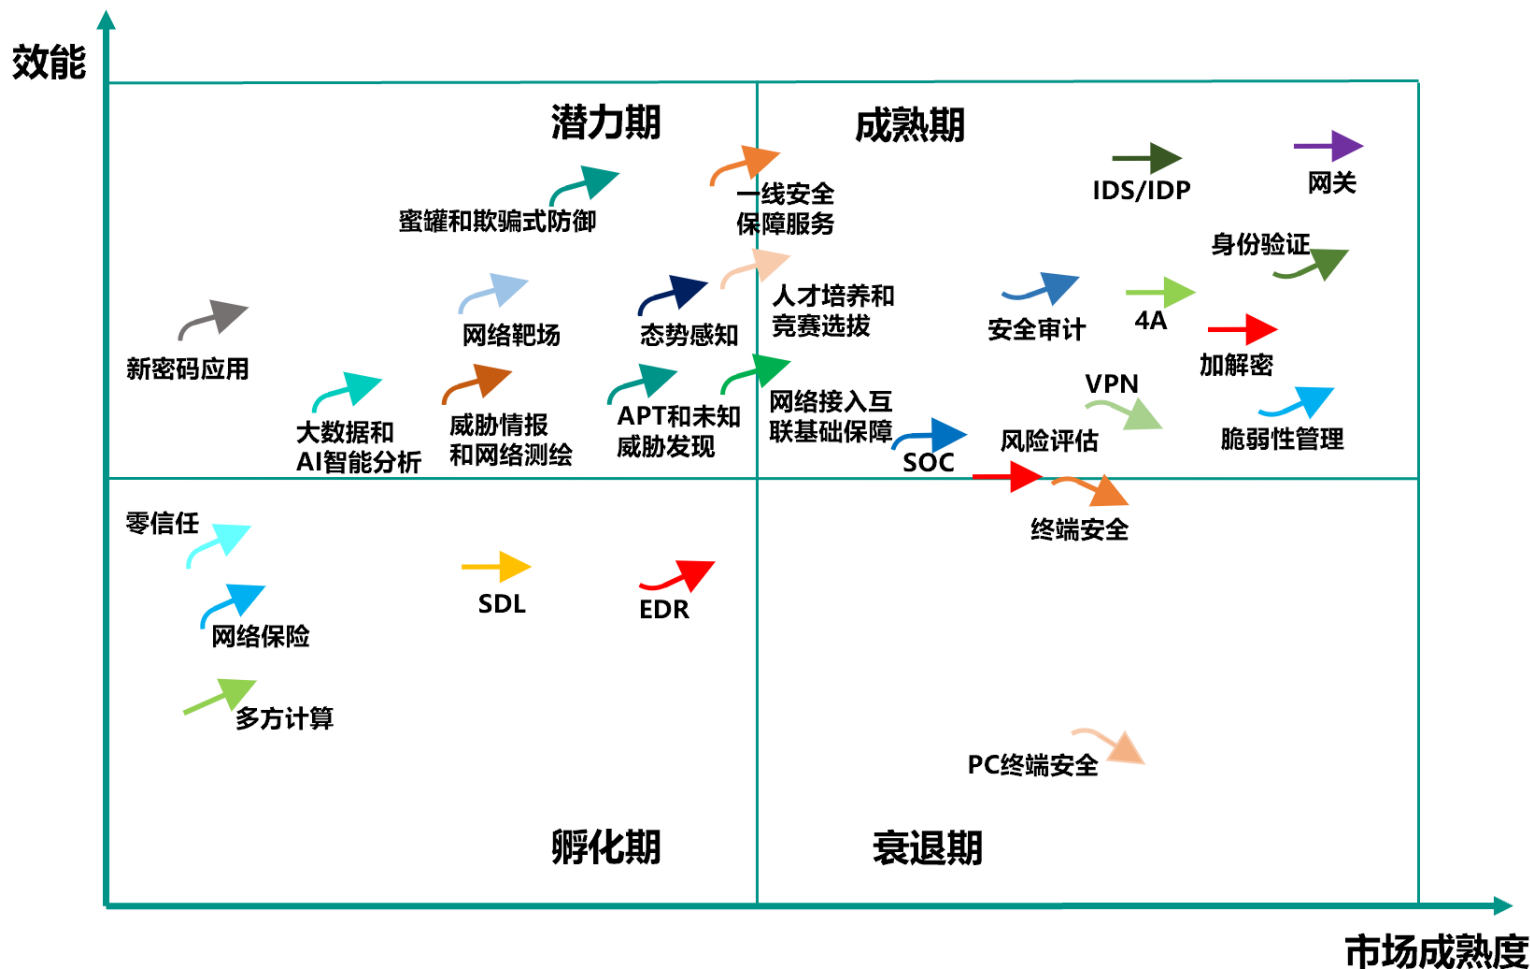 效能
潜力期
成熟期
IDS/IDP
网关
一线安全
保障服务
蜜罐和欺骗式防御
身份验证
人才培养和
竞赛选拔
网络靶场
态势感知
安全审计
4A
新密码应用
加解密
VPN
大数据和
AI智能分析
威胁情报
和网络测绘
APT和未知
威胁发现
网络接入互
联基础保障
SOC
风险评估
脆弱性管理
零信任
终端安全
SDL
EDR
网络保险
多方计算
PC终端安全
孵化期
衰退期
市场成熟度